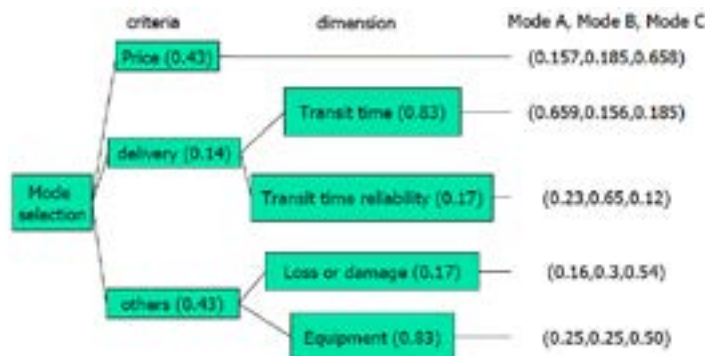 criteria dimension Mode A, Mode B, Mode C
Price (0.43) (0.157,0.185,0.658)
Transit time (0.83) (0.659,0.156,0.185)
delivery (0.14)
Mode
selection
Transit time reliability (0.17) (0.23,0.65,0.12)
Loss or damage (0.17) (0.16,0.3,0.54)
others (0.43)
Equipment (0.83) (0.25,0.25,0.50)